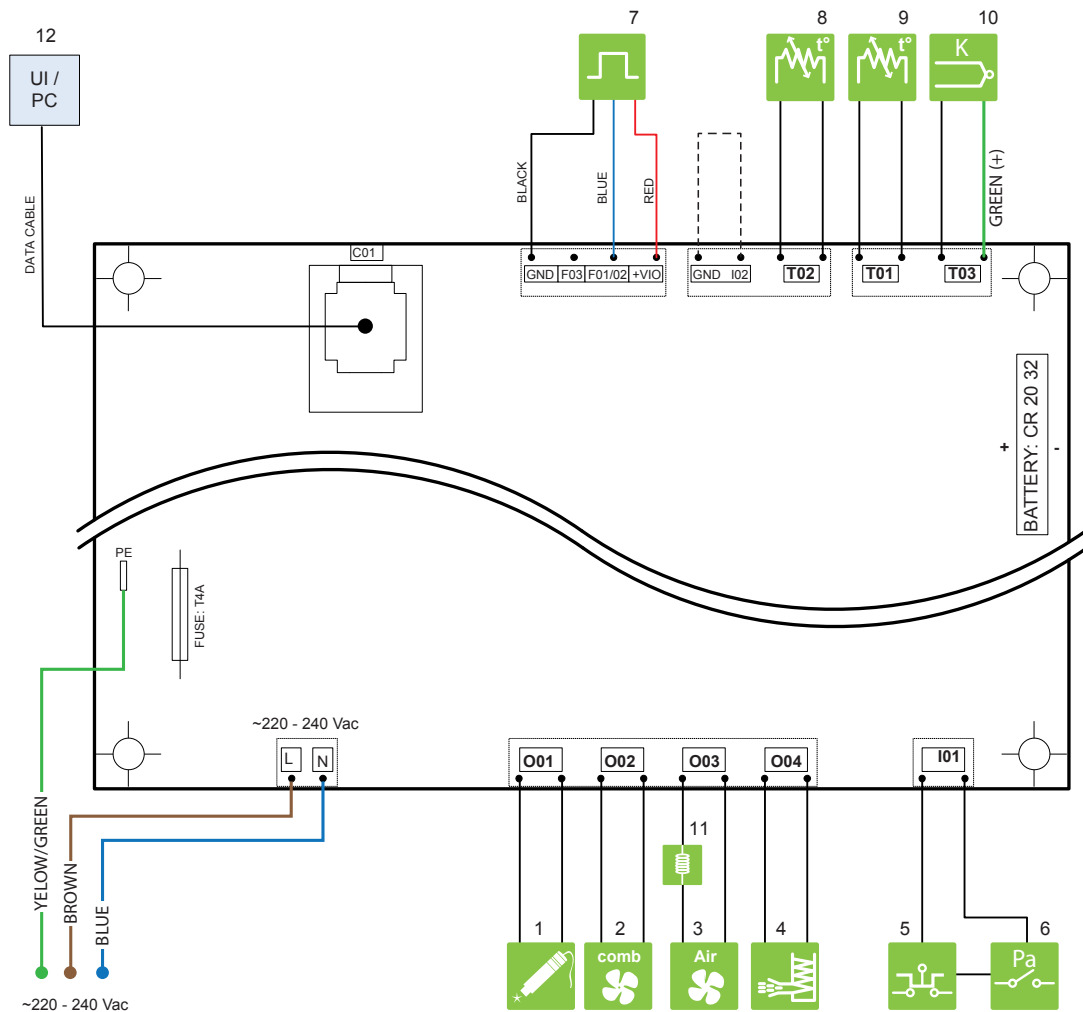 12
7
8
9
10
UI /
PC
t°
t°
K
DATA CABLE
BLACK
BLUE
RED
GREEN (+)
C01
GND
F03
F01/02
+VIO
GND
I02
T02
T01
T03
+
BATTERY: CR 20 32
-
PE
FUSE: T4A
~220 - 240 Vac
L
N
O01
O02
O03
O04
I01
YELOW/GREEN
BROWN
BLUE
11
1
2
3
4
5
6
comb
Air
Pa
~220 - 240 Vac